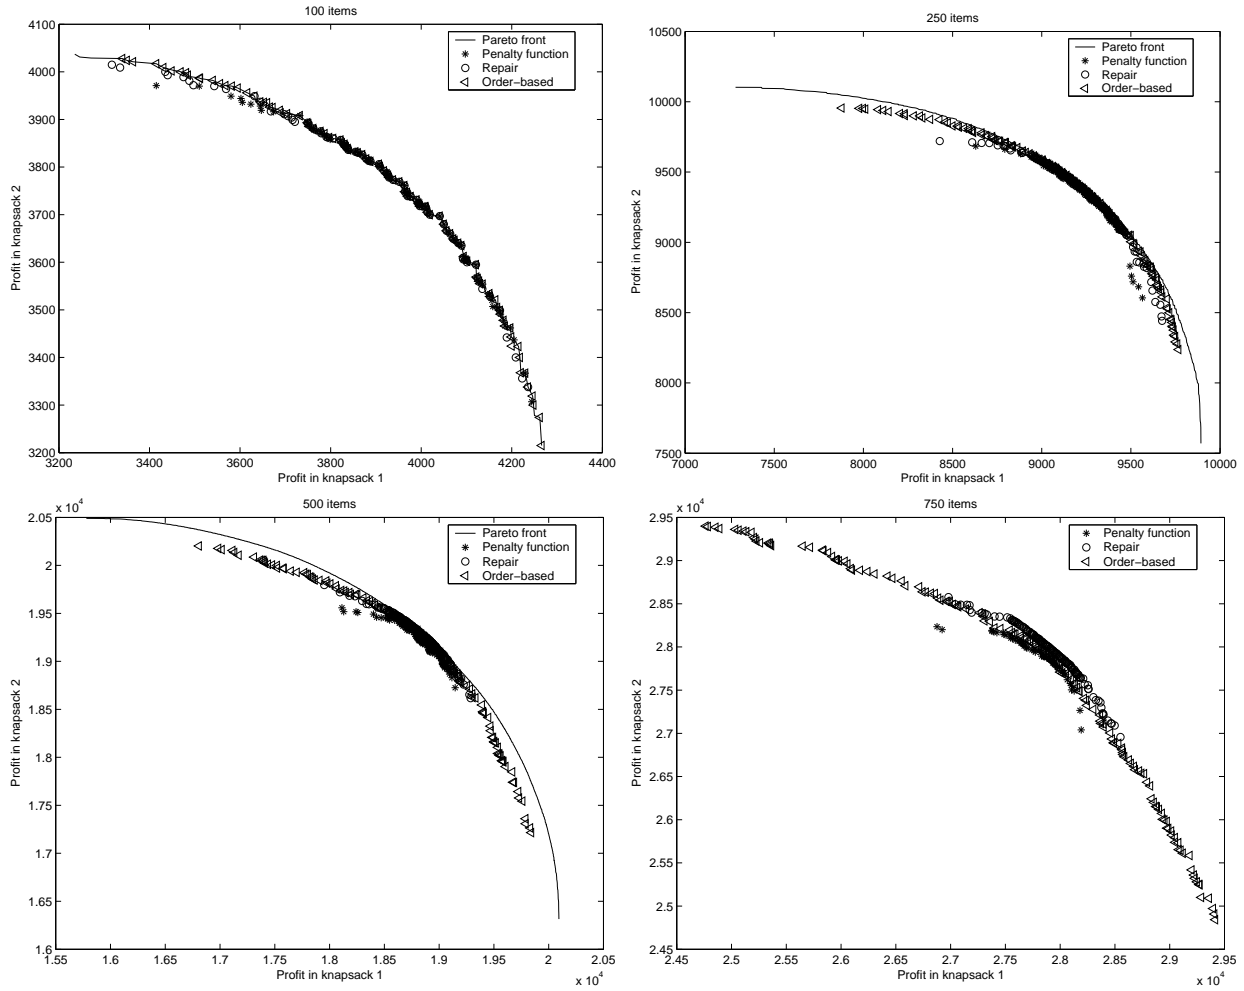 100 items
4100
4000
3900
3800
3700
3600
3500
3400
3300
3200
3200 3400 3600 3800 4000 4200 4400
Profit in knapsack 1
Profit in knapsack 2
Pareto front
Penalty function
Repair
Order−based
250 items
10500
10000
9500
9000
8500
8000
7500
7000 7500 8000 8500 9000 9500 10000
Profit in knapsack 1
Profit in knapsack 2
Pareto front
Penalty function
Repair
Order−based
500 items
x 10^4
2.05
2
1.95
1.9
1.85
1.8
1.75
1.7
1.65
1.6
1.55 1.6 1.65 1.7 1.75 1.8 1.85 1.9 1.95 2 2.05
Profit in knapsack 1
x 10^4
Profit in knapsack 2
Pareto front
Penalty function
Repair
Order−based
750 items
x 10^4
2.95
2.9
2.85
2.8
2.75
2.7
2.65
2.6
2.55
2.5
2.45
2.45 2.5 2.55 2.6 2.65 2.7 2.75 2.8 2.85 2.9 2.95
Profit in knapsack 1
x 10^4
Profit in knapsack 2
Penalty function
Repair
Order−based